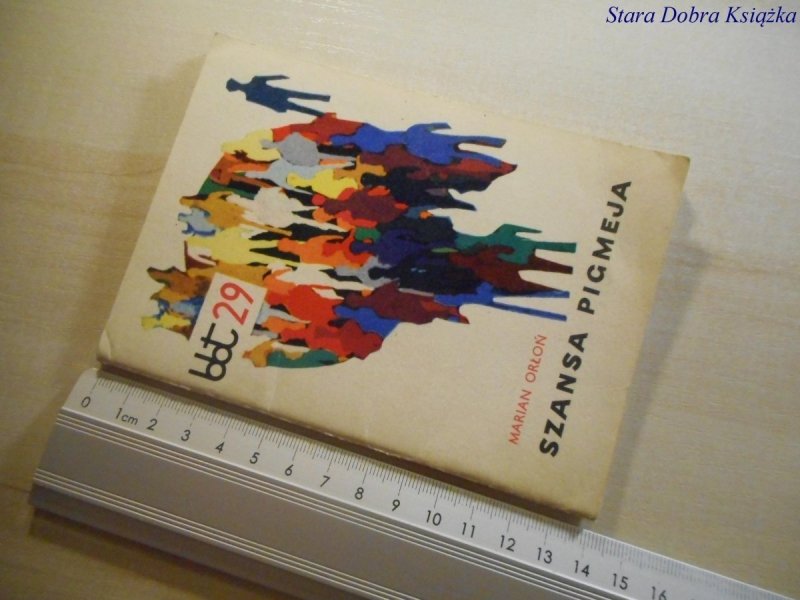 Stara Dobra Książka
bbt 29
MARIAN ORŁOŃ
SZANSA PIGMEJA
0 1cm 2 3 4 5 6 7 8 9 10 11 12 13 14 15 16